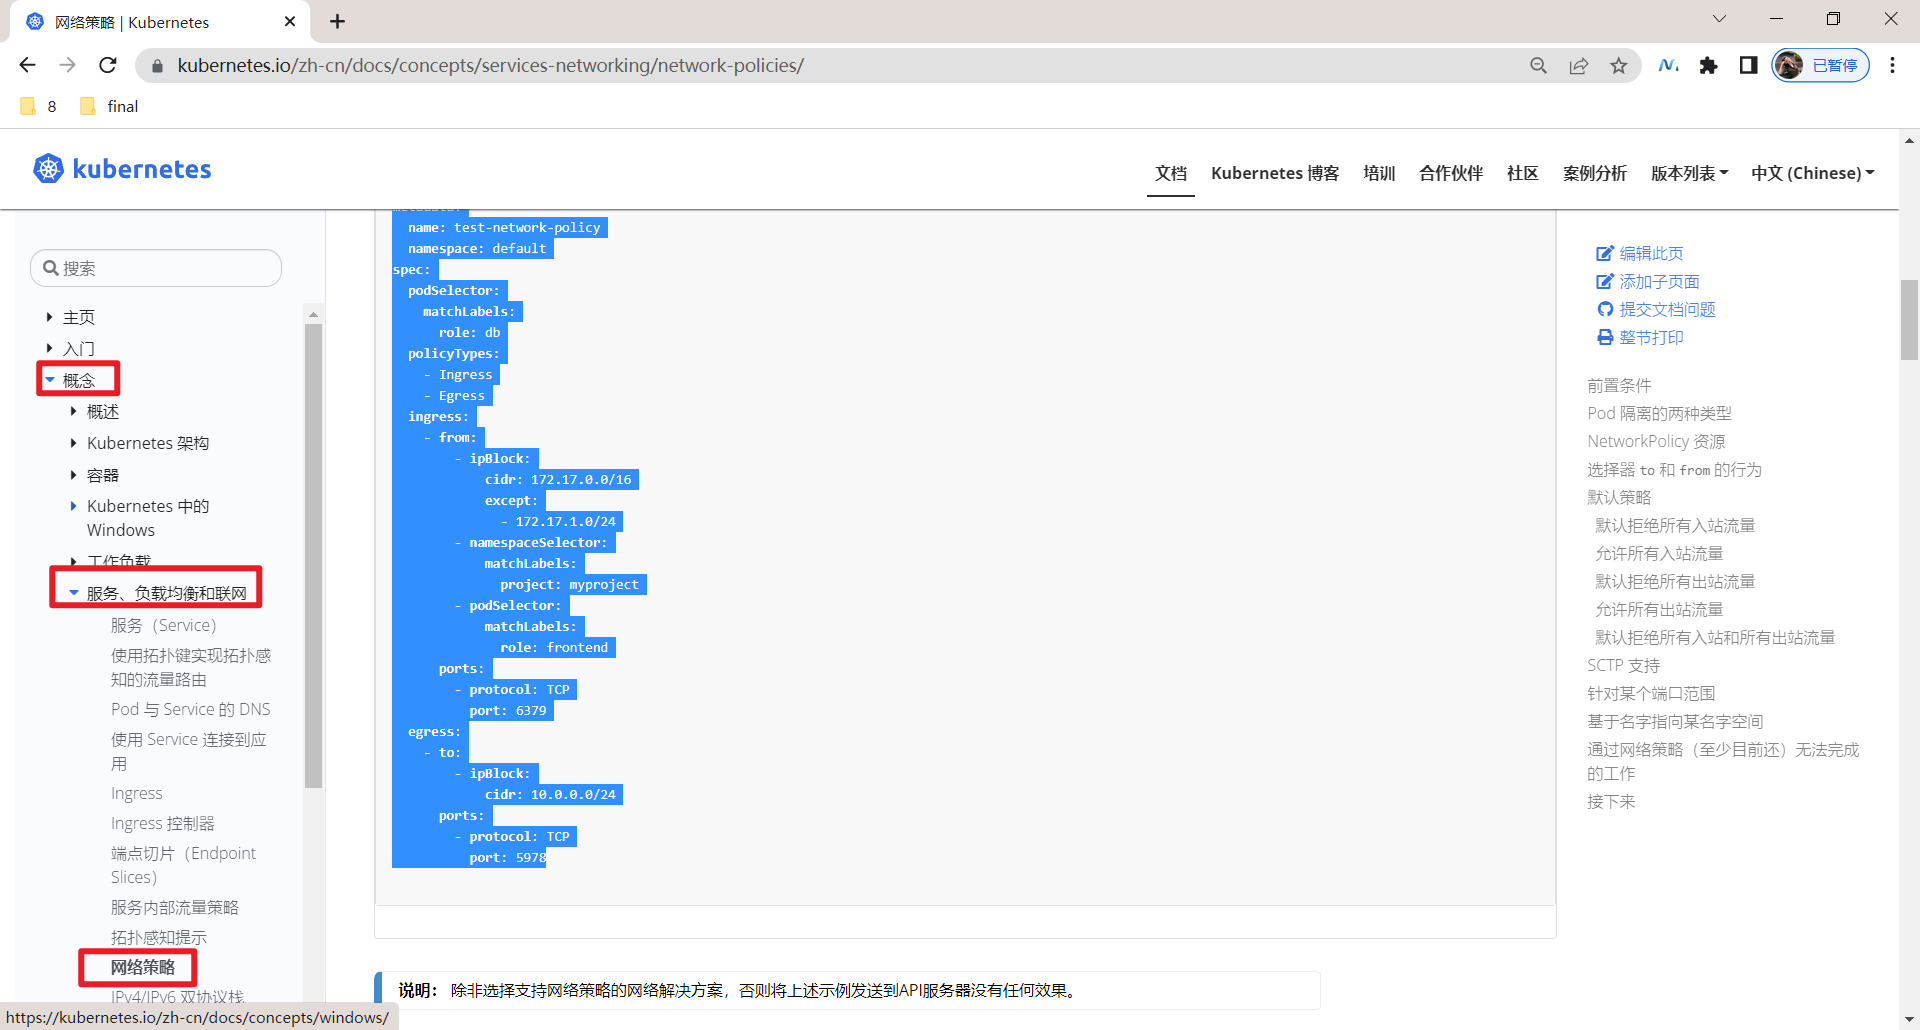 网络策略 | Kubernetes
kubernetes.io/zh-cn/docs/concepts/services-networking/network-policies/
已暂停
8
final
kubernetes
文档
Kubernetes 博客
培训
合作伙伴
社区
案例分析
版本列表
中文 (Chinese)
搜索
主页
入门
概念
概述
Kubernetes 架构
容器
Kubernetes 中的
Windows
工作负载
服务、负载均衡和联网
服务（Service）
使用拓扑键实现拓扑感
知的流量路由
Pod 与 Service 的 DNS
使用 Service 连接到应
用
Ingress
Ingress 控制器
端点切片（Endpoint
Slices）
服务内部流量策略
拓扑感知提示
网络策略
IPv4/IPv6 双协议栈
https://kubernetes.io/zh-cn/docs/concepts/windows/
metadata:
name: test-network-policy
namespace: default
spec:
podSelector:
matchLabels:
role: db
policyTypes:
- Ingress
- Egress
ingress:
- from:
- ipBlock:
cidr: 172.17.0.0/16
except:
- 172.17.1.0/24
- namespaceSelector:
matchLabels:
project: myproject
- podSelector:
matchLabels:
role: frontend
ports:
- protocol: TCP
port: 6379
egress:
- to:
- ipBlock:
cidr: 10.0.0.0/24
ports:
- protocol: TCP
port: 5978
说明： 除非选择支持网络策略的网络解决方案，否则将上述示例发送到API服务器没有任何效果。
编辑此页
添加子页面
提交文档问题
整节打印
前置条件
Pod 隔离的两种类型
NetworkPolicy 资源
选择器 to 和 from 的行为
默认策略
默认拒绝所有入站流量
允许所有入站流量
默认拒绝所有出站流量
允许所有出站流量
默认拒绝所有入站和所有出站流量
SCTP 支持
针对某个端口范围
基于名字指向某名字空间
通过网络策略（至少目前还）无法完成
的工作
接下来